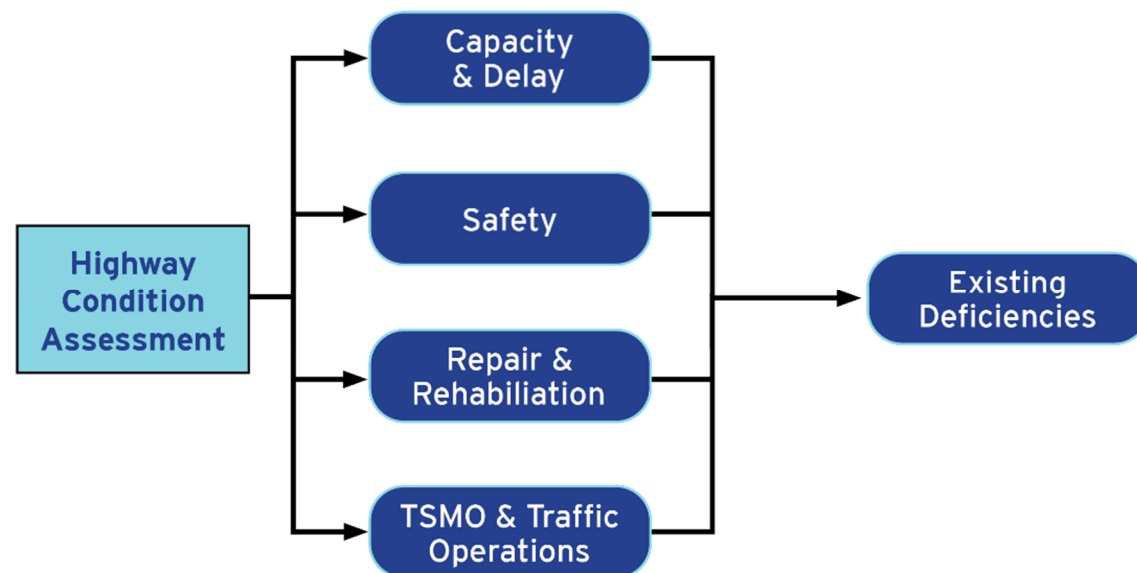 Highway
Condition
Assessment
Capacity
& Delay
Safety
Repair &
Rehabiliation
TSMO & Traffic
Operations
Existing
Deficiencies